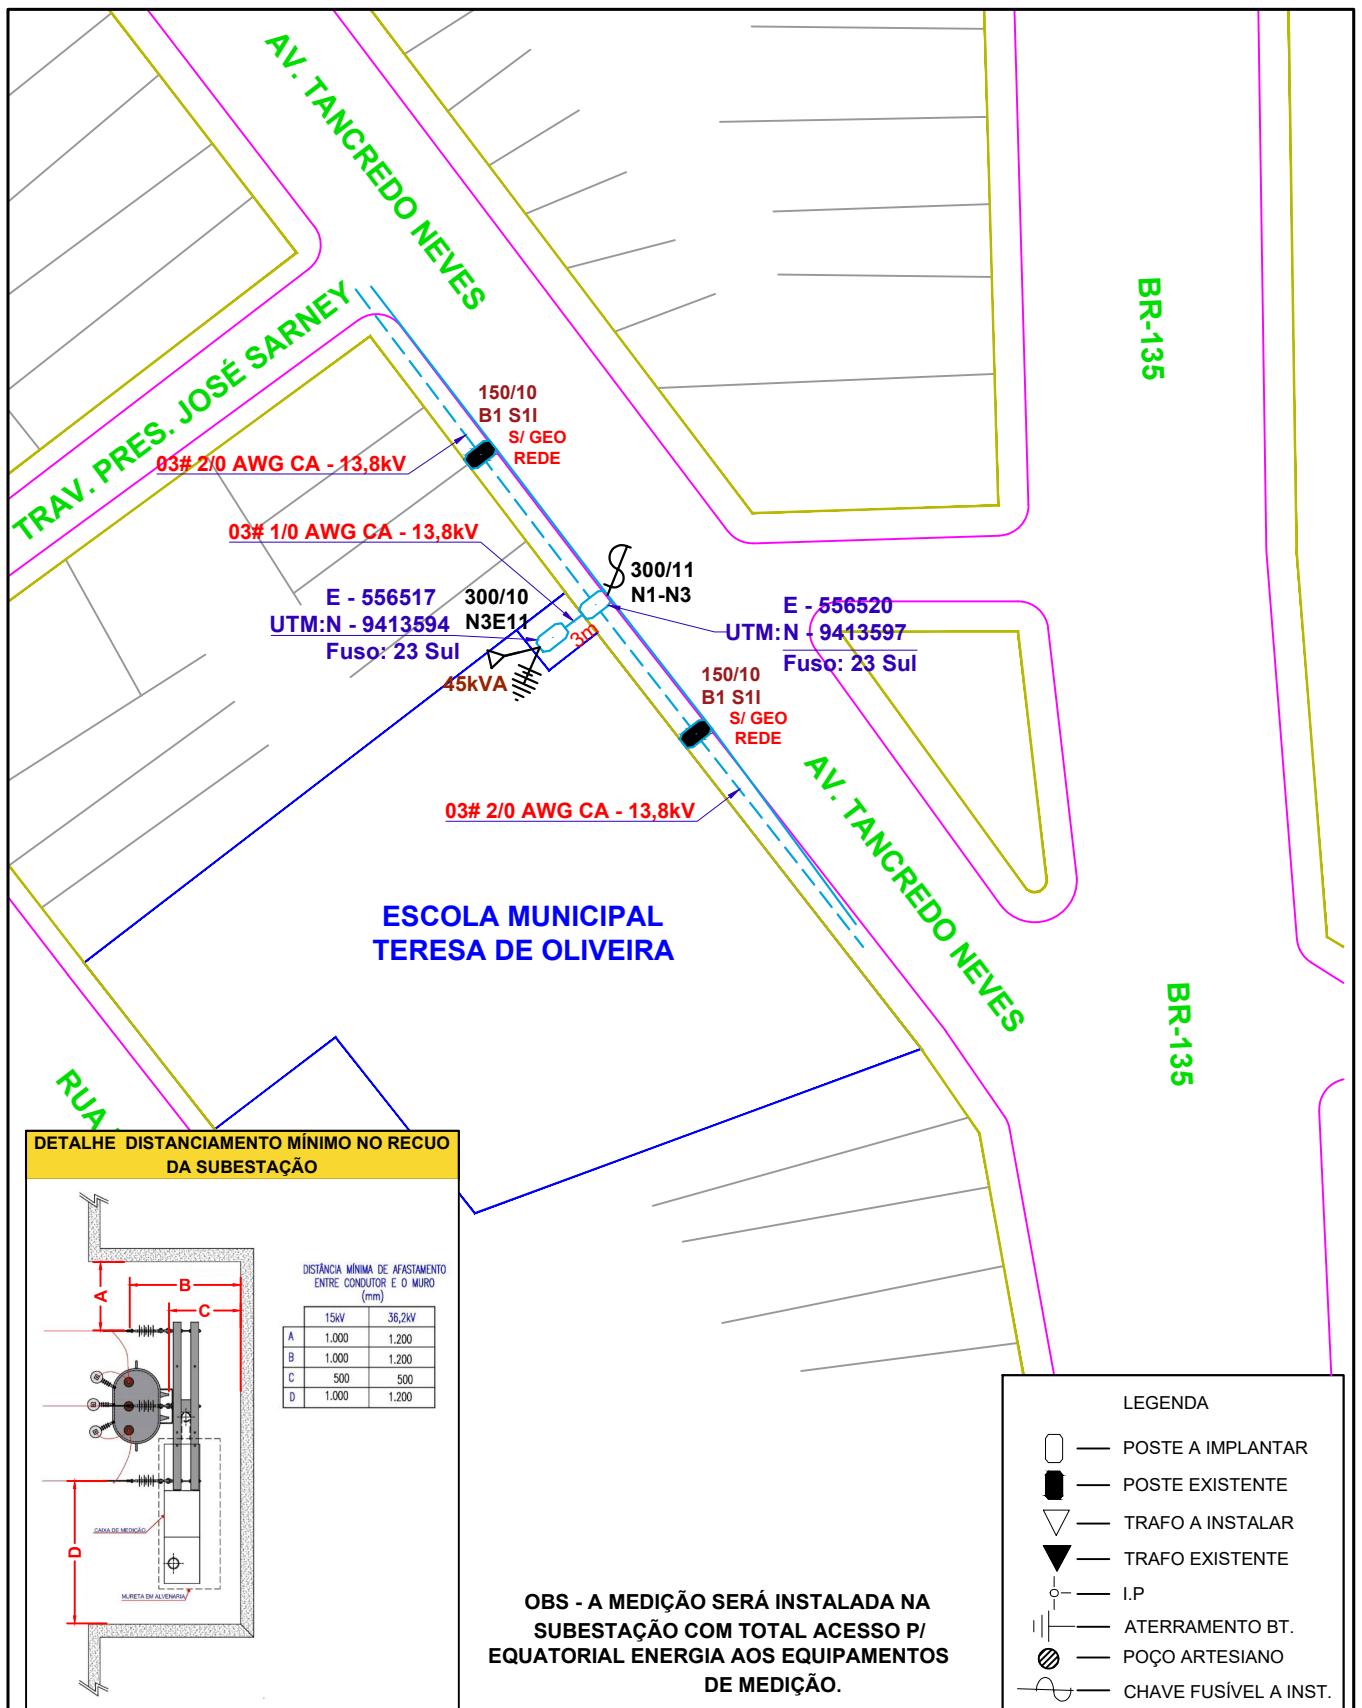 AV. TANCREDO NEVES
BR-135
TRAV. PRES. JOSÉ SARNEY
150/10
B1 S1I
S/ GEO
REDE
03# 2/0 AWG CA - 13,8kV
03# 1/0 AWG CA - 13,8kV
300/11
N1-N3
E - 556517
UTM:N - 9413594
Fuso: 23 Sul
300/10
N3E11
3m
45kVA
E - 556520
UTM:N - 9413597
Fuso: 23 Sul
150/10
B1 S1I
S/ GEO
REDE
03# 2/0 AWG CA - 13,8kV
AV. TANCREDO NEVES
ESCOLA MUNICIPAL
TERESA DE OLIVEIRA
BR-135
RUA
DETALHE DISTANCIAMENTO MÍNIMO NO RECUO
DA SUBESTAÇÃO
A
B
C
D
CAIXA DE MEDIÇÃO
MURETA EM ALVENARIA
DISTÂNCIA MÍNIMA DE AFASTAMENTO
ENTRE CONDUTOR E O MURO
(mm)
15kV 36,2kV
A 1.000 1.200
B 1.000 1.200
C 500 500
D 1.000 1.200
OBS - A MEDIÇÃO SERÁ INSTALADA NA
SUBESTAÇÃO COM TOTAL ACESSO P/
EQUATORIAL ENERGIA AOS EQUIPAMENTOS
DE MEDIÇÃO.
LEGENDA
POSTE A IMPLANTAR
POSTE EXISTENTE
TRAFO A INSTALAR
TRAFO EXISTENTE
I.P
ATERRAMENTO BT.
POÇO ARTESIANO
CHAVE FUSÍVEL A INST.